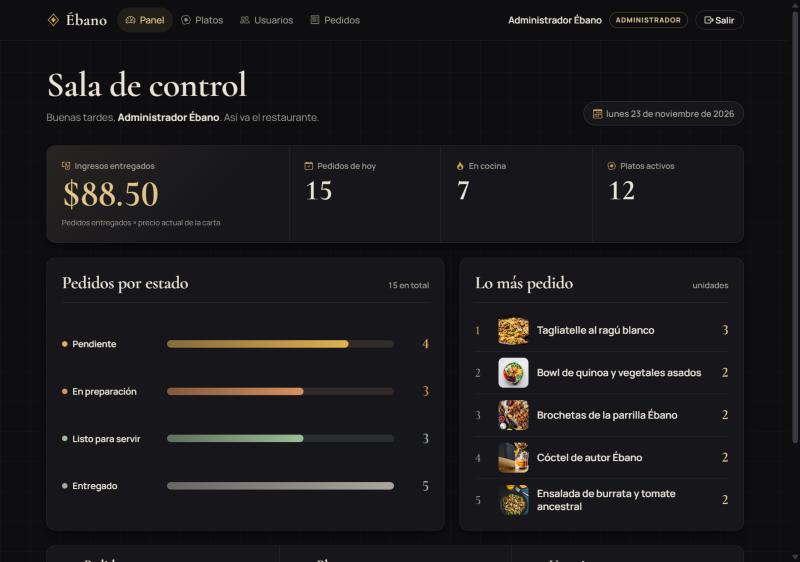 Ébano
Panel
Platos
Usuarios
Pedidos
Administrador Ébano
ADMINISTRADOR
Salir
Sala de control
Buenas tardes, Administrador Ébano. Así va el restaurante.
lunes 23 de noviembre de 2026
Ingresos entregados
$88.50
Pedidos entregados • precio actual de la carta
Pedidos de hoy
15
En cocina
7
Platos activos
12
Pedidos por estado
15 en total
Pendiente
4
En preparación
3
Listo para servir
3
Entregado
5
Lo más pedido
unidades
1
Tagliatelle al ragú blanco
3
2
Bowl de quinoa y vegetales asados
2
3
Brochetas de la parrilla Ébano
2
4
Cóctel de autor Ébano
2
5
Ensalada de burrata y tomate
ancestral
2